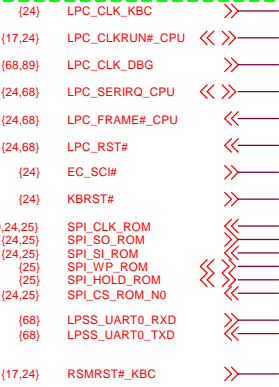 {24} LPC_CLK_KBC
{17,24} LPC_CLKRUN#_CPU
{68,89} LPC_CLK_DBG
{24,68} LPC_SERIRQ_CPU
{24,68} LPC_FRAME#_CPU
{24,68} LPC_RST#
{24} EC_SCI#
{24} KBRST#
,24,25} SPI_CLK_ROM
{24,25} SPI_SO_ROM
{24,25} SPI_SI_ROM
{25} SPI_WP_ROM
{25} SPI_HOLD_ROM
{24,25} SPI_CS_ROM_N0
{68} LPSS_UART0_RXD
{68} LPSS_UART0_TXD
{17,24} RSMRST#_KBC